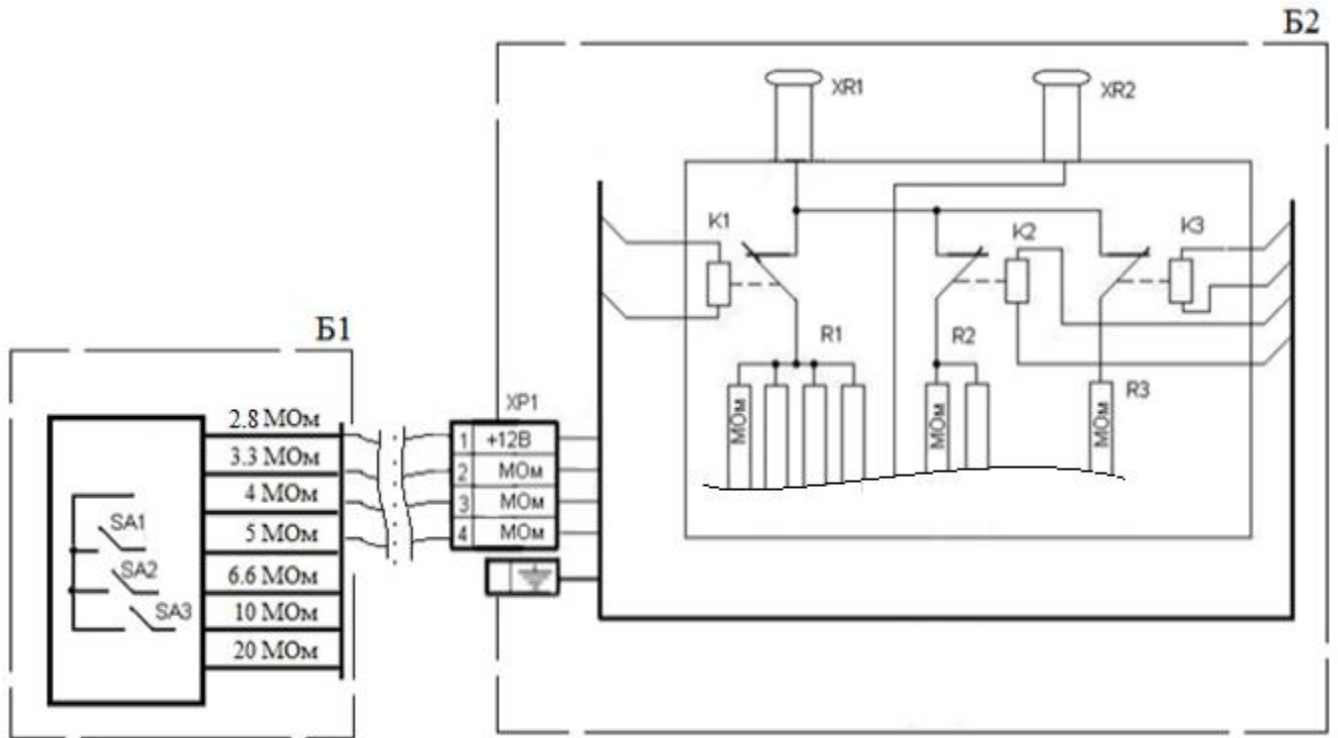 Б2
XR1
XR2
K1
K2
K3
R1
R2
R3
МОм
МОм
МОм
Б1
2.8 МОм
3.3 МОм
4 МОм
5 МОм
6.6 МОм
10 МОм
20 МОм
SA1
SA2
SA3
XP1
1 +12В
2 МОм
3 МОм
4 МОм